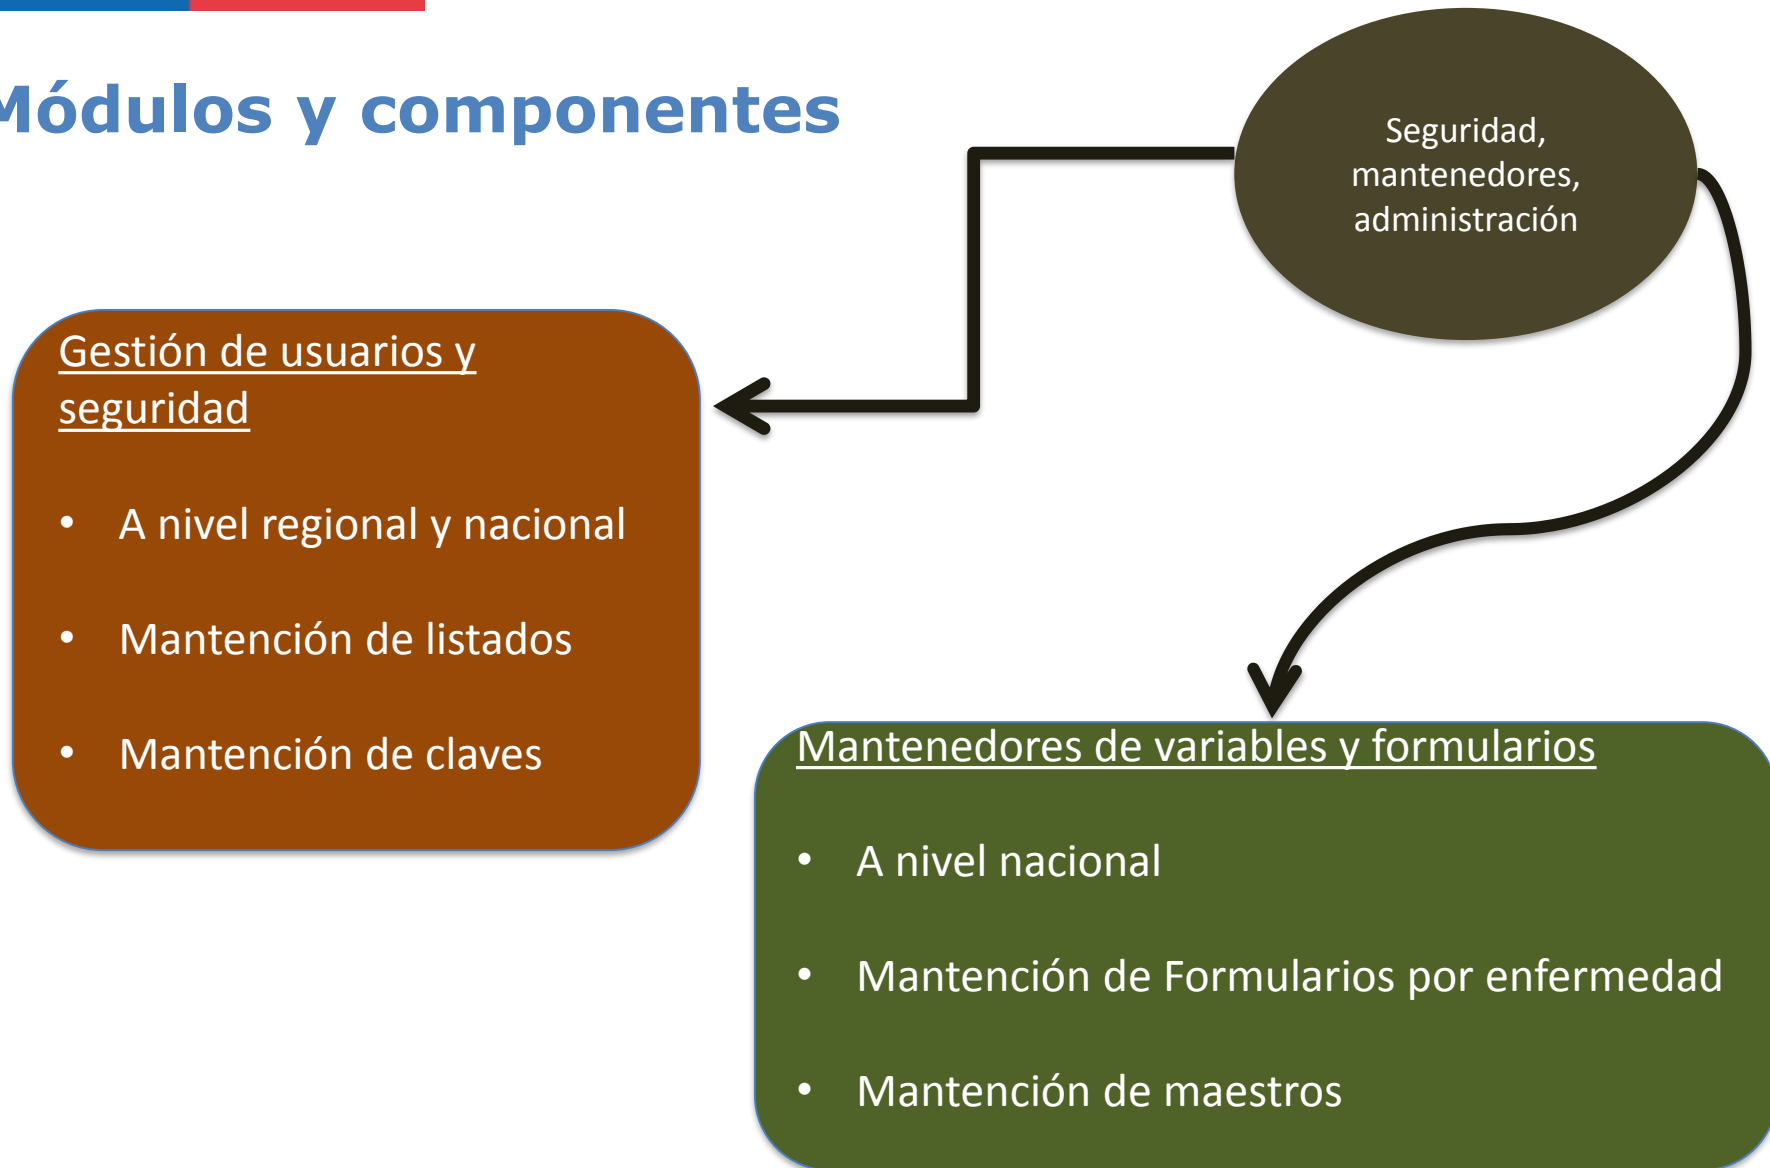 Módulos y componentes
Seguridad,
mantenedores,
administración
Gestión de usuarios y
seguridad
• A nivel regional y nacional
• Mantención de listados
• Mantención de claves
Mantenedores de variables y formularios
• A nivel nacional
• Mantención de Formularios por enfermedad
• Mantención de maestros